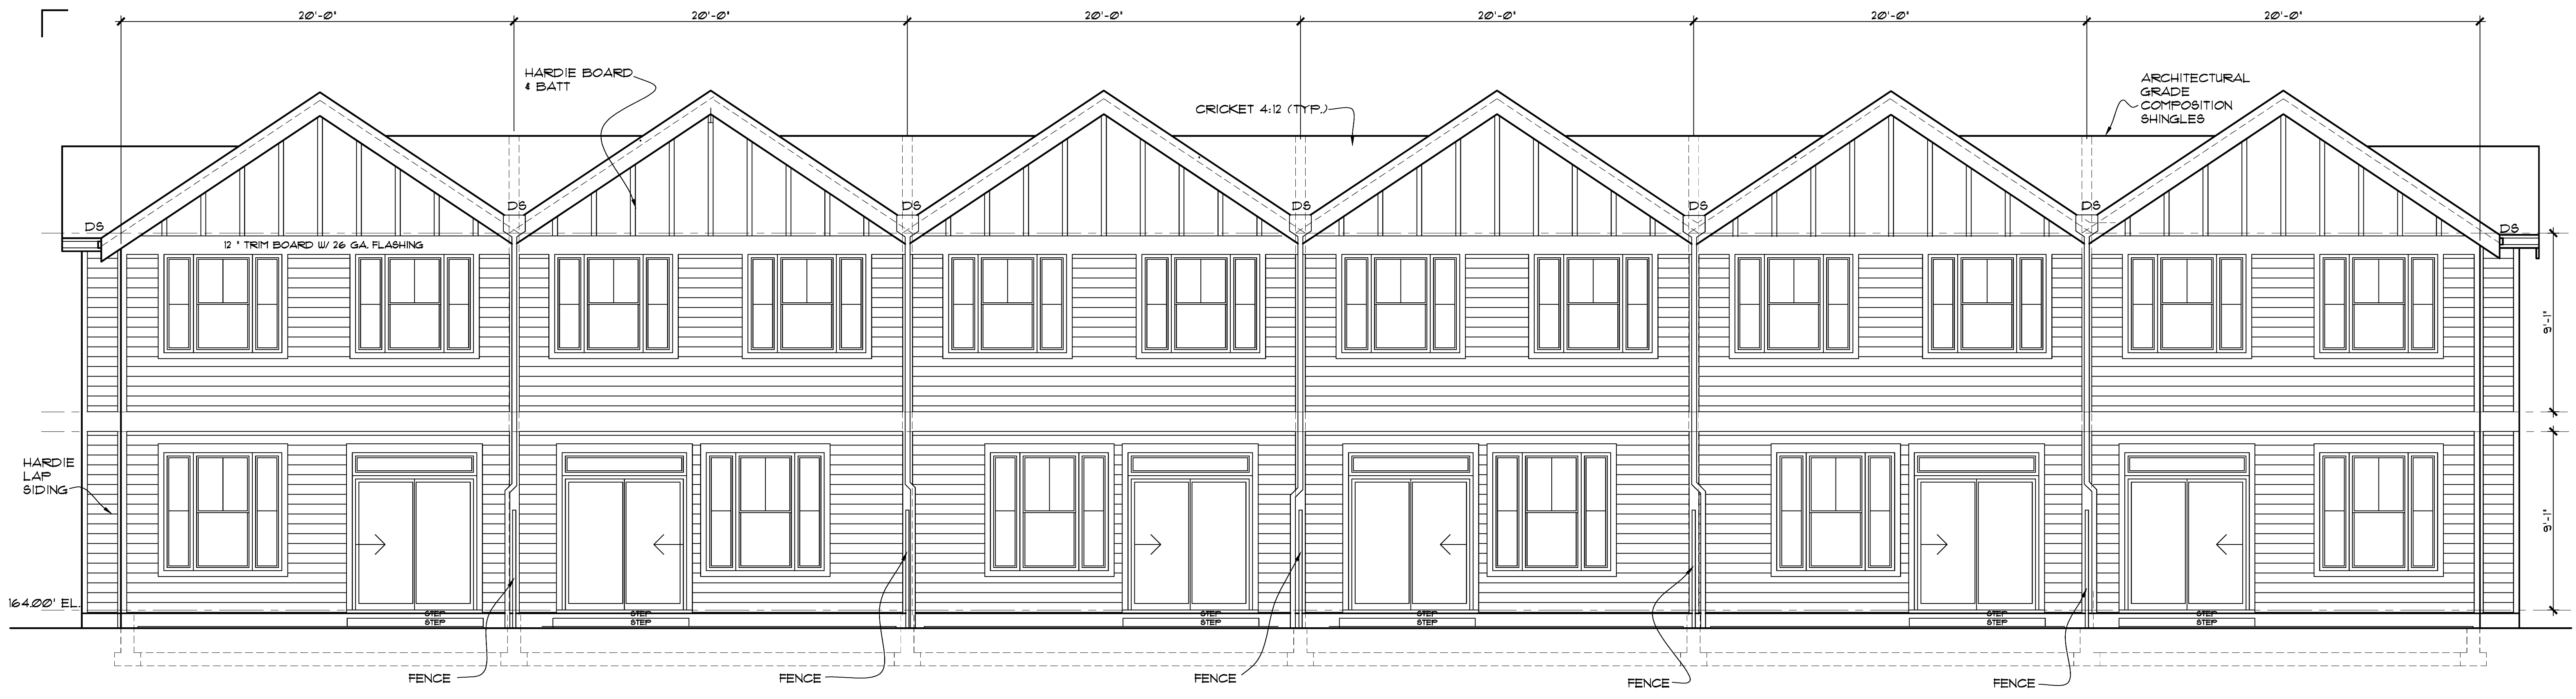 20'-0" 20'-0" 20'-0" 20'-0" 20'-0" 20'-0"
HARDIE BOARD
& BATT
CRICKET 4:12 (TYP.)
ARCHITECTURAL
GRADE
COMPOSITION
SHINGLES
DS DS DS DS DS DS DS
12 " TRIM BOARD W/ 26 GA. FLASHING
9'-1"
HARDIE
LAP
SIDING
9'-1"
164.00' EL.
STEP STEP STEP STEP STEP STEP
STEP STEP STEP STEP STEP STEP
FENCE FENCE FENCE FENCE FENCE